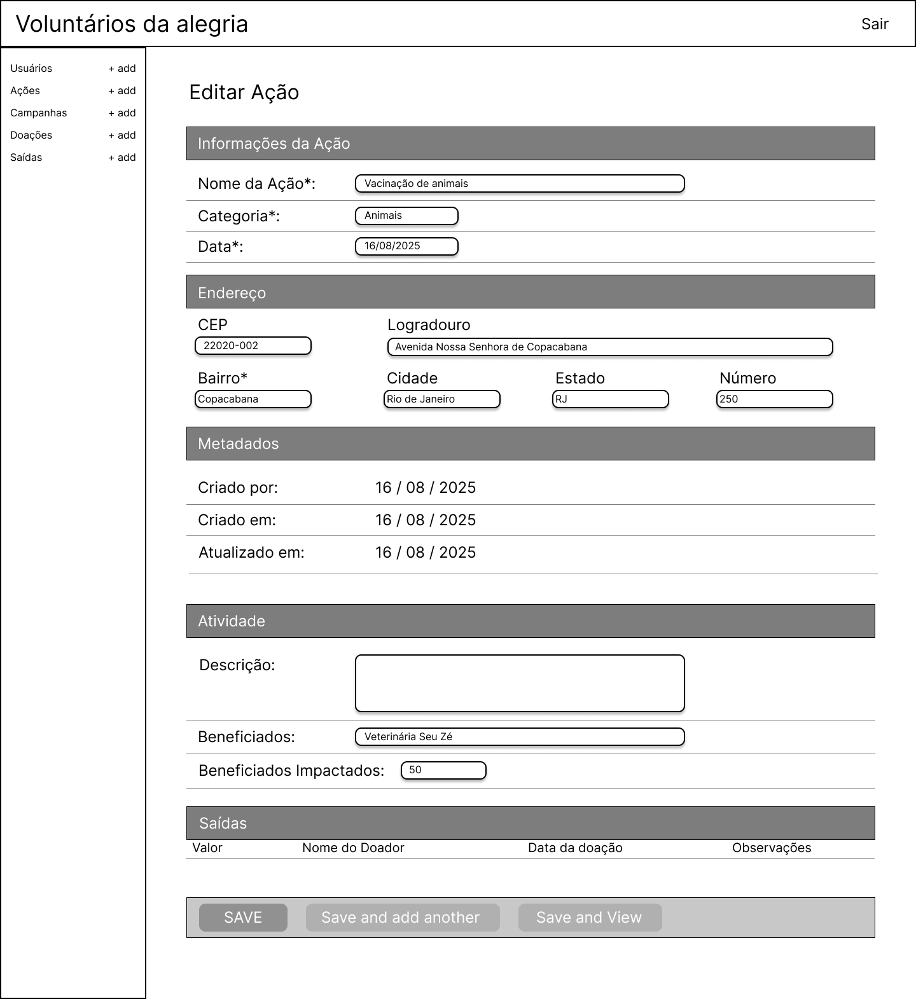 Voluntários da alegria
Sair
Usuários + add
Ações + add
Campanhas + add
Doações + add
Saídas + add
Editar Ação
Informações da Ação
Nome da Ação*: Vacinação de animais
Categoria*: Animais
Data*: 16/08/2025
Endereço
CEP Logradouro
22020-002 Avenida Nossa Senhora de Copacabana
Bairro* Cidade Estado Número
Copacabana Rio de Janeiro RJ 250
Metadados
Criado por: 16 / 08 / 2025
Criado em: 16 / 08 / 2025
Atualizado em: 16 / 08 / 2025
Atividade
Descrição:
Beneficiados: Veterinária Seu Zé
Beneficiados Impactados: 50
Saídas
Valor Nome do Doador Data da doação Observações
SAVE Save and add another Save and View